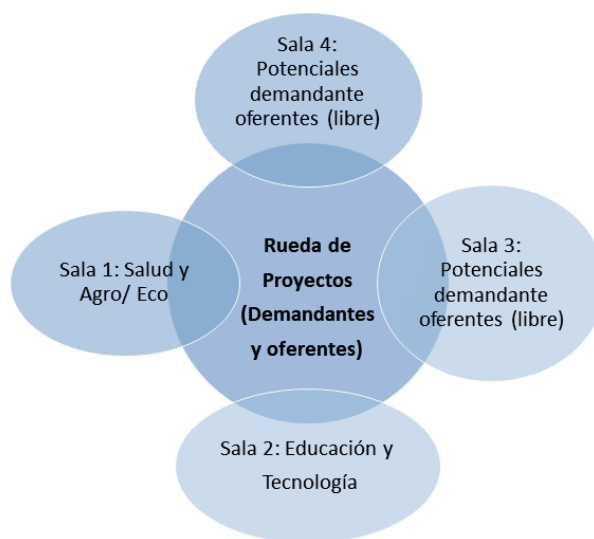 Sala 4:
Potenciales
demandante
oferentes (libre)
Sala 1: Salud y
Agro/ Eco
Rueda de
Proyectos
(Demandantes
y oferentes)
Sala 3:
Potenciales
demandante
oferentes (libre)
Sala 2: Educación y
Tecnología